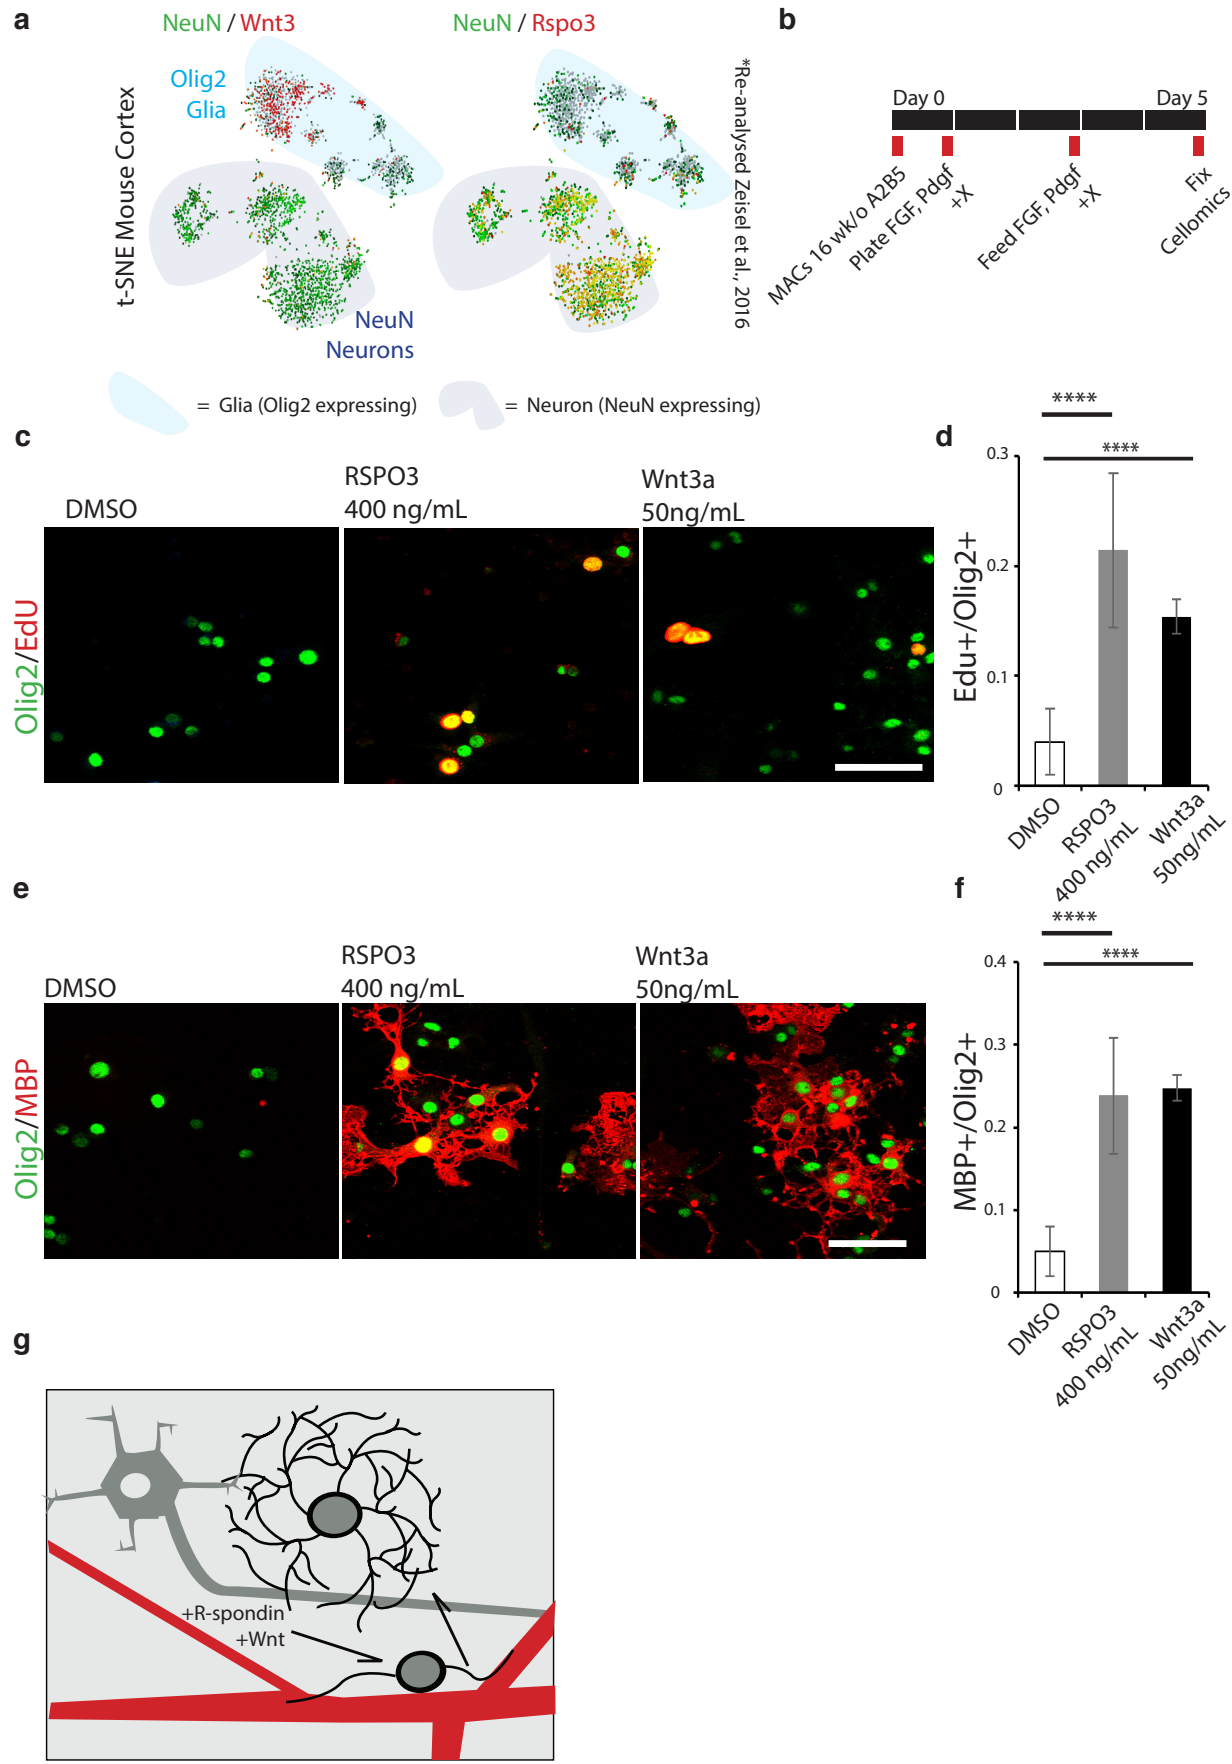 a
NeuN / Wnt3
NeuN / Rspo3
Olig2
Glia
t-SNE Mouse Cortex
NeuN
Neurons
*Re-analysed Zeisel et al., 2016
= Glia (Olig2 expressing)
= Neuron (NeuN expressing)
b
Day 0
Day 5
MACs 16 wk/o A2B5
Plate FGF, Pdgf
+X
Feed FGF, Pdgf
+X
Fix
Cellomics
c
DMSO
RSPO3
400 ng/mL
Wnt3a
50ng/mL
Olig2/EdU
d
****
****
Edu+/Olig2+
0.3
0.2
0.1
0
DMSO
RSPO3
400 ng/mL
Wnt3a
50ng/mL
e
DMSO
RSPO3
400 ng/mL
Wnt3a
50ng/mL
Olig2/MBP
f
****
****
MBP+/Olig2+
0.4
0.3
0.2
0.1
0
DMSO
RSPO3
400 ng/mL
Wnt3a
50ng/mL
g
+R-spondin
+Wnt